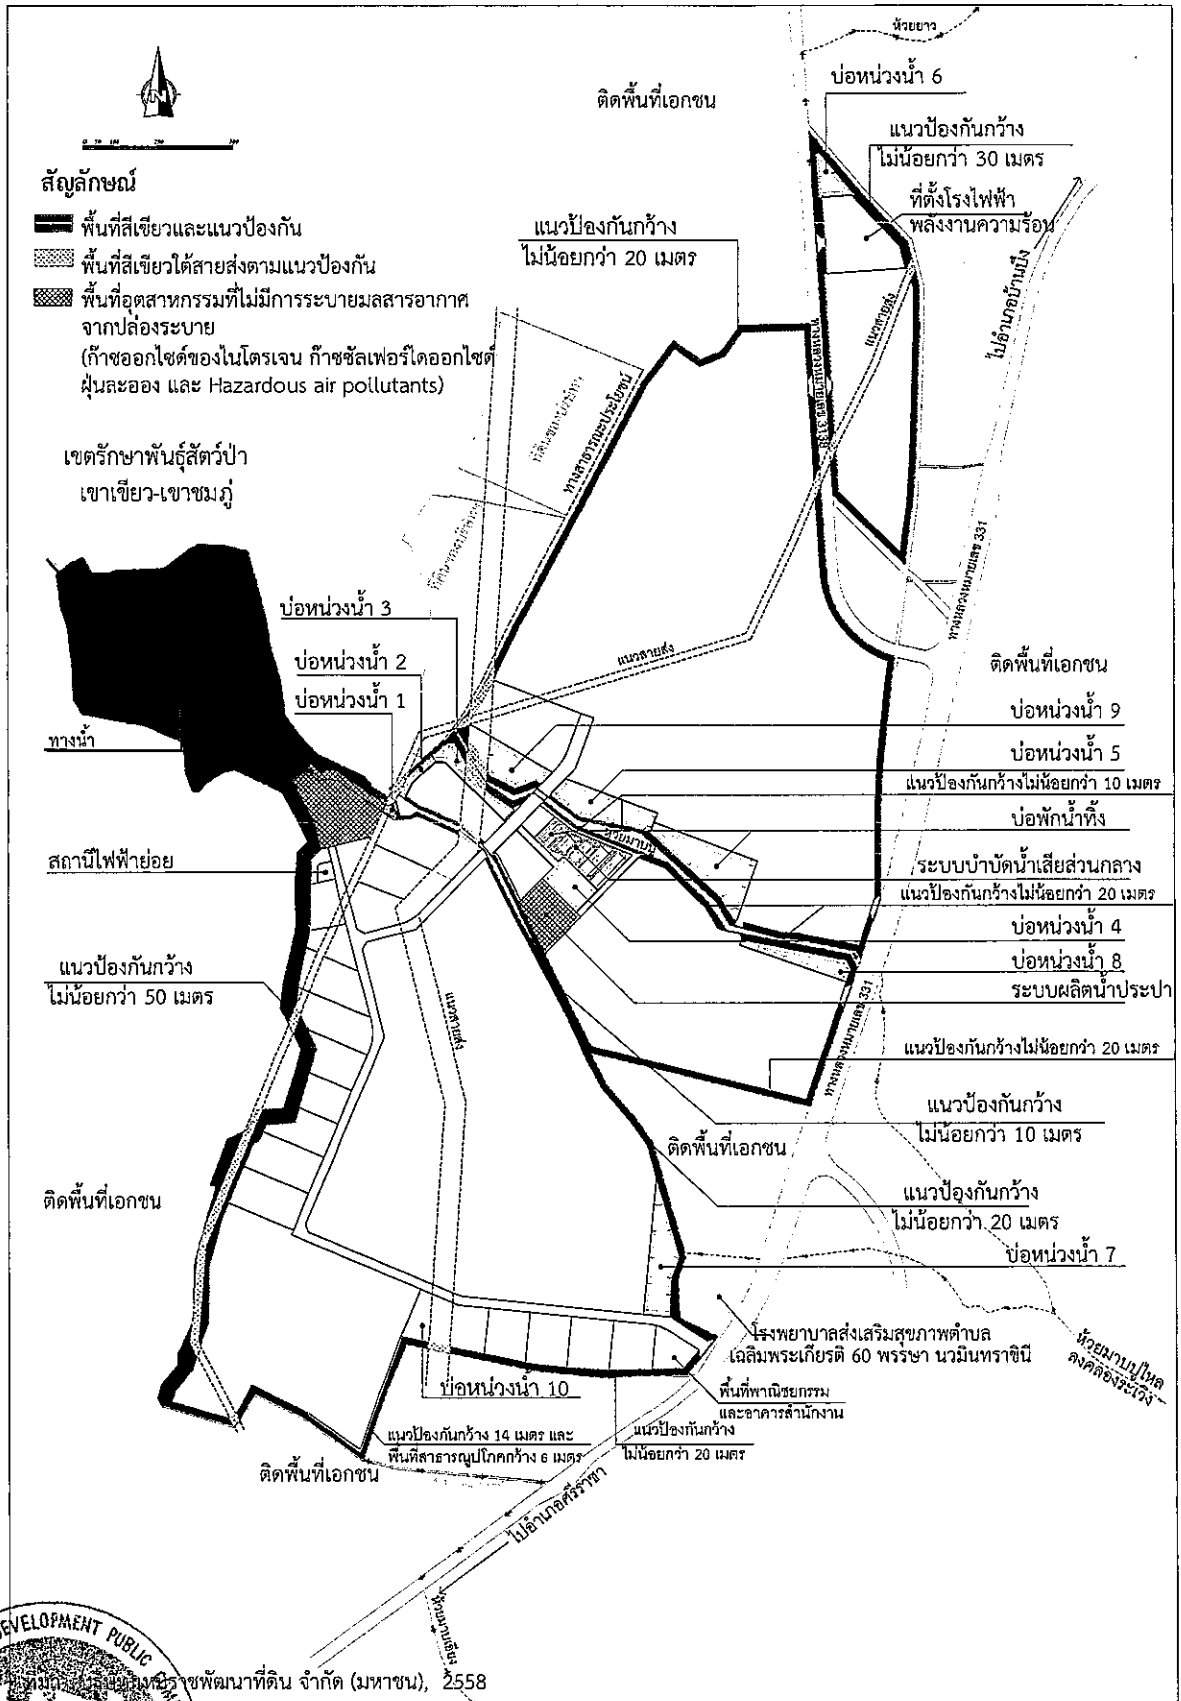 ห้วยยาว
บ่อหน่วงน้ำ 6
ติดพื้นที่เอกชน
แนวป้องกันกว้าง
ไม่น้อยกว่า 30 เมตร
N
0 50 100 200 300
สัญลักษณ์
ที่ตั้งโรงไฟฟ้า
พลังงานความร้อน
พื้นที่สีเขียวและแนวป้องกัน
แนวป้องกันกว้าง
ไม่น้อยกว่า 20 เมตร
พื้นที่สีเขียวใต้สายส่งตามแนวป้องกัน
พื้นที่อุตสาหกรรมที่ไม่มีการระบายมลสารอากาศ
จากปล่องระบาย
(ก๊าซออกไซด์ของไนโตรเจน ก๊าซซัลเฟอร์ไดออกไซด์
ฝุ่นละออง และ Hazardous air pollutants)
ไปอำเภอบ้านบึง
แนวสายส่ง
ทางหลวงหมายเลข 3138
ทางสาธารณะประโยชน์
เขตรักษาพันธุ์สัตว์ป่า
เขาเขียว-เขาชมภู่
ทางหลวงหมายเลข 331
บ่อหน่วงน้ำ 3
บ่อหน่วงน้ำ 2
บ่อหน่วงน้ำ 1
แนวสายส่ง
ติดพื้นที่เอกชน
บ่อหน่วงน้ำ 9
ทางน้ำ
บ่อหน่วงน้ำ 5
แนวป้องกันกว้างไม่น้อยกว่า 10 เมตร
บ่อพักน้ำทิ้ง
สถานีไฟฟ้าย่อย
ระบบบำบัดน้ำเสียส่วนกลาง
แนวป้องกันกว้างไม่น้อยกว่า 20 เมตร
บ่อหน่วงน้ำ 4
บ่อหน่วงน้ำ 8
แนวป้องกันกว้าง
ไม่น้อยกว่า 50 เมตร
ระบบผลิตน้ำประปา
แนวสายส่ง
ทางหลวงหมายเลข 331
แนวป้องกันกว้างไม่น้อยกว่า 20 เมตร
แนวป้องกันกว้าง
ไม่น้อยกว่า 10 เมตร
ติดพื้นที่เอกชน
ติดพื้นที่เอกชน
แนวป้องกันกว้าง
ไม่น้อยกว่า 20 เมตร
บ่อหน่วงน้ำ 7
โรงพยาบาลส่งเสริมสุขภาพตำบล
เฉลิมพระเกียรติ 60 พรรษา นวมินทราชินี
ห้วยมาบปูไหล
ลงคลองระเวิง
บ่อหน่วงน้ำ 10
พื้นที่พาณิชยกรรม
และอาคารสำนักงาน
แนวป้องกันกว้าง 14 เมตร และ
พื้นที่สาธารณูปโภคกว้าง 6 เมตร
แนวป้องกันกว้าง
ไม่น้อยกว่า 20 เมตร
ติดพื้นที่เอกชน
ไปอำเภอศรีราชา
DEVELOPMENT PUBLIC
ราชพัฒนาที่ดิน จำกัด (มหาชน), 2558